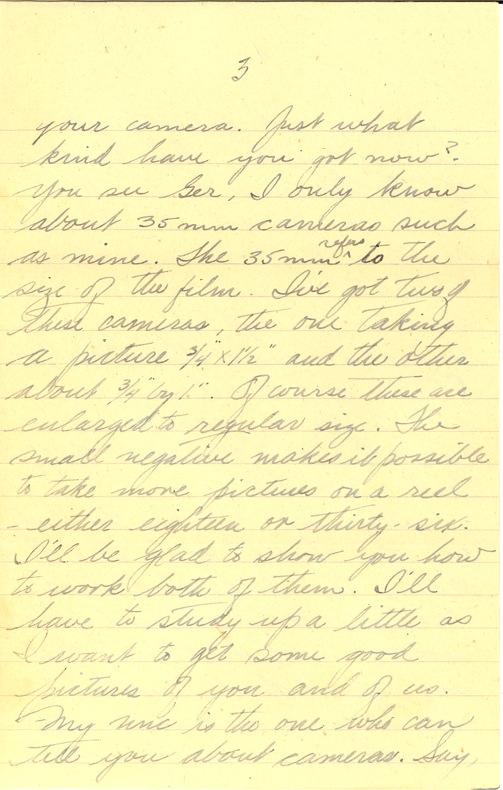 3
your camera. Just what
kind have you got now?
You see Ger, I only know
about 35 mm cameras such
as mine. The 35 mm refers to the
size of the film. I've got two of
these cameras, the one taking
a picture 3/4" x 1 1/2" and the other
about 3/4" by 1". Of course these are
enlarged to regular size. The
small negative makes it possible
to take more pictures on a reel
- either eighteen or thirty-six.
I'll be glad to show you how
to work both of them. I'll
have to study up a little as
I want to get some good
pictures of you and of us.
My unc is the one who can
tell you about cameras. Say,